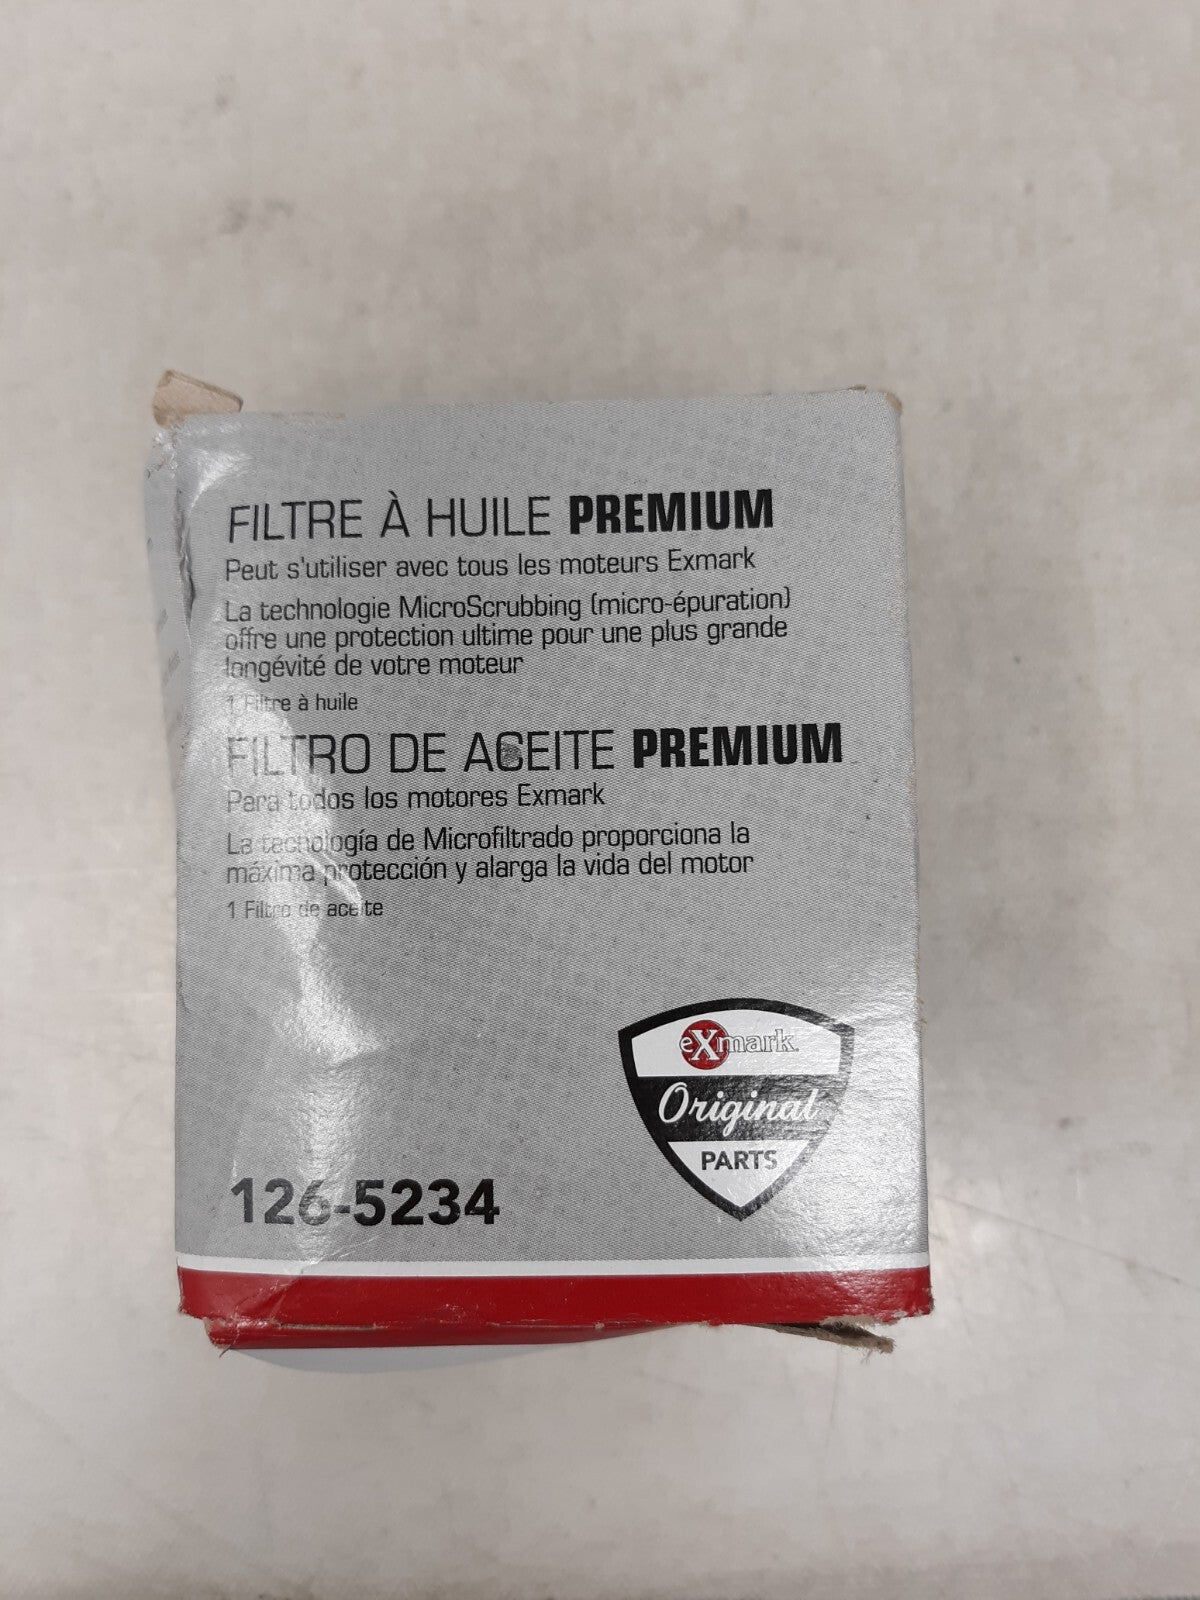 FILTRE À HUILE PREMIUM
Peut s'utiliser avec tous les moteurs Exmark
La technologie MicroScrubbing (micro-épuration)
offre une protection ultime pour une plus grande
longévité de votre moteur
1 Filtre à huile
FILTRO DE ACEITE PREMIUM
Para todos los motores Exmark
La tecnología de Microfiltrado proporciona la
máxima protección y alarga la vida del motor
1 Filtro de aceite
eXmark
Original
PARTS
126-5234